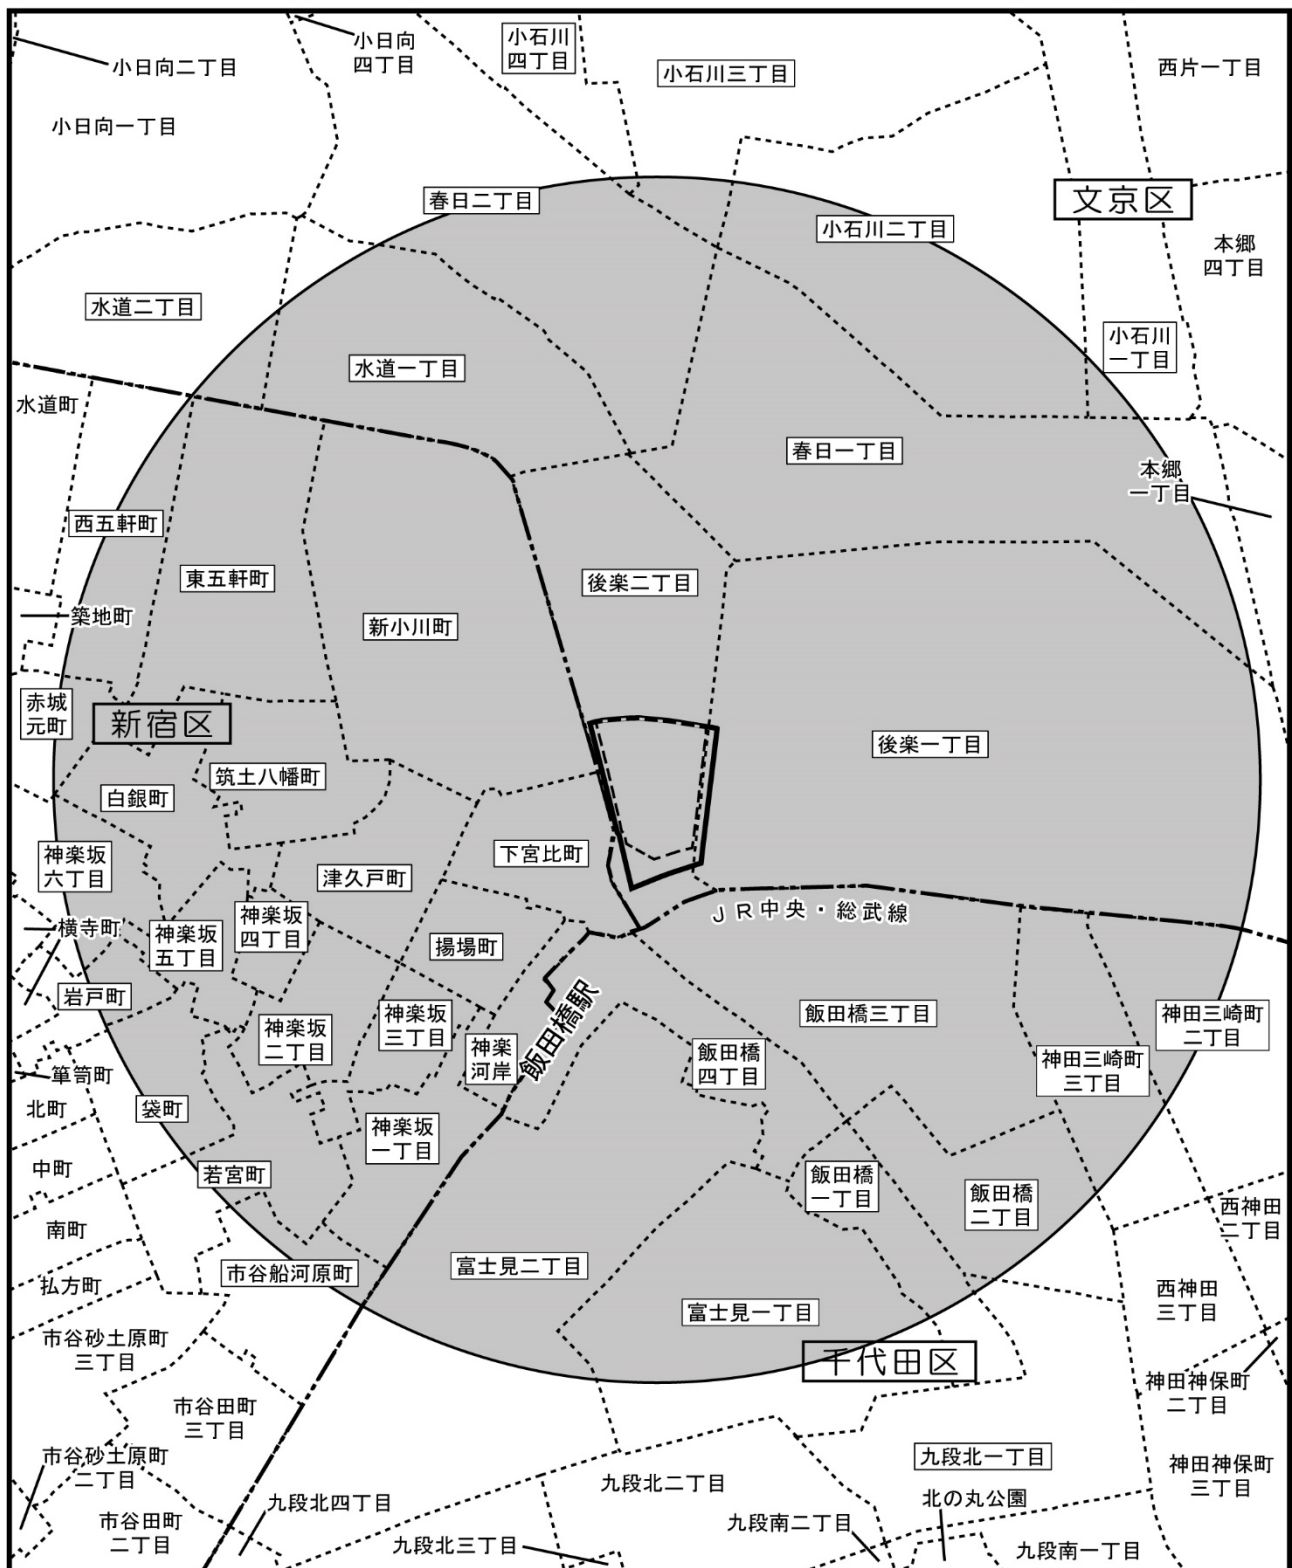 小日向二丁目
小日向
四丁目
小石川
四丁目
小石川三丁目
西片一丁目
小日向一丁目
春日二丁目
小石川二丁目
文京区
本郷
四丁目
水道二丁目
水道一丁目
小石川
一丁目
水道町
春日一丁目
本郷
一丁目
西五軒町
東五軒町
新小川町
後楽二丁目
築地町
赤城
元町
新宿区
後楽一丁目
白銀町
筑土八幡町
神楽坂
六丁目
津久戸町
下宮比町
JR中央・総武線
横寺町
神楽坂
五丁目
神楽坂
四丁目
揚場町
岩戸町
神楽坂
二丁目
神楽坂
三丁目
神楽
河岸
飯田橋駅
飯田橋三丁目
神田三崎町
二丁目
飯田橋
四丁目
神田三崎町
三丁目
箪笥町
北町
袋町
神楽坂
一丁目
中町
若宮町
飯田橋
一丁目
飯田橋
二丁目
西神田
二丁目
南町
市谷船河原町
富士見二丁目
払方町
西神田
三丁目
富士見一丁目
市谷砂土原町
三丁目
千代田区
神田神保町
二丁目
市谷田町
三丁目
市谷砂土原町
二丁目
九段北一丁目
神田神保町
三丁目
九段北二丁目
九段北四丁目
北の丸公園
市谷田町
二丁目
九段南二丁目
九段北三丁目
九段南一丁目